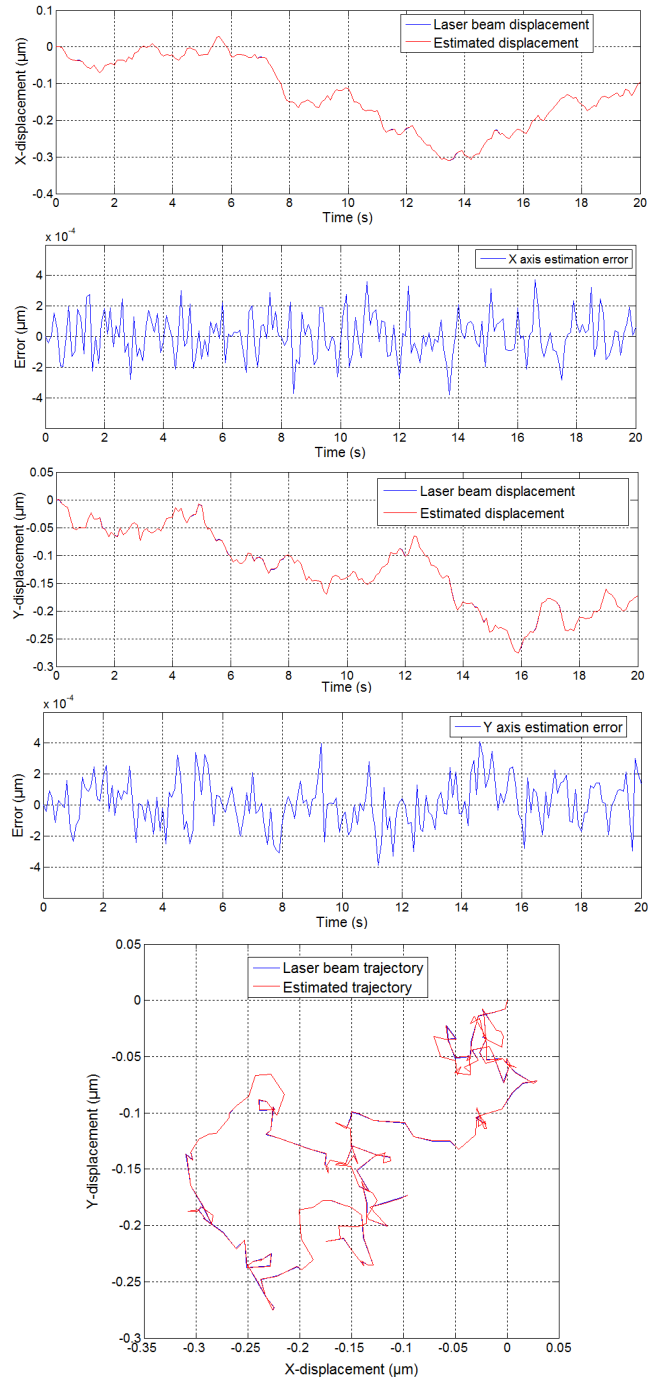 0.1
0
-0.1
-0.2
-0.3
-0.4
X-displacement (µm)
Laser beam displacement
Estimated displacement
0 2 4 6 8 10 12 14 16 18 20
Time (s)
x 10⁻⁴
4
2
0
-2
-4
Error (µm)
X axis estimation error
0 2 4 6 8 10 12 14 16 18 20
Time (s)
0.05
0
-0.05
-0.1
-0.15
-0.2
-0.25
-0.3
Y-displacement (µm)
Laser beam displacement
Estimated displacement
0 2 4 6 8 10 12 14 16 18 20
Time (s)
x 10⁻⁴
4
2
0
-2
-4
Error (µm)
Y axis estimation error
0 2 4 6 8 10 12 14 16 18 20
Time (s)
0.05
0
-0.05
-0.1
-0.15
-0.2
-0.25
-0.3
Y-displacement (µm)
Laser beam trajectory
Estimated trajectory
-0.35 -0.3 -0.25 -0.2 -0.15 -0.1 -0.05 0 0.05
X-displacement (µm)